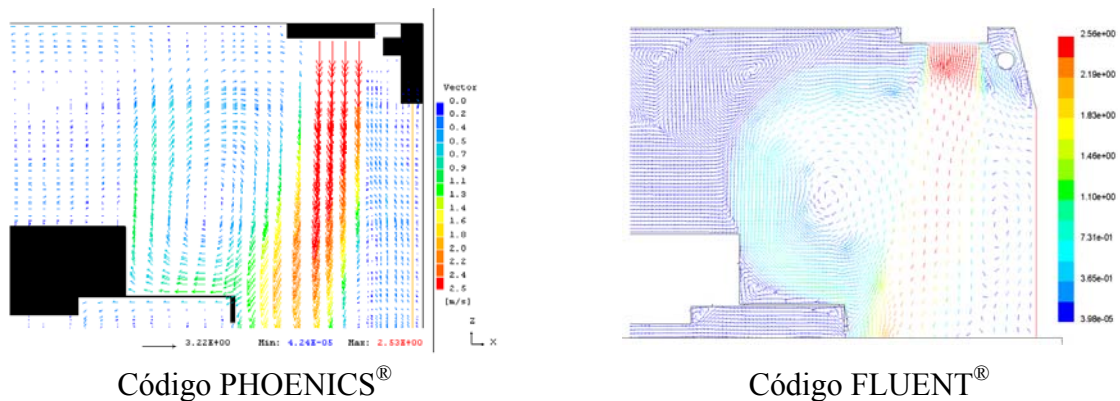 Vector
0.0
0.2
0.4
0.5
0.7
0.9
1.1
1.3
1.4
1.6
1.8
2.0
2.2
2.4
2.5
[m/s]
Z
X
3.22E+00 Min: 4.24E-05 Max: 2.53E+00
Código PHOENICS®
2.56e+00
2.19e+00
1.83e+00
1.46e+00
1.10e+00
7.31e-01
3.65e-01
3.98e-05
Código FLUENT®